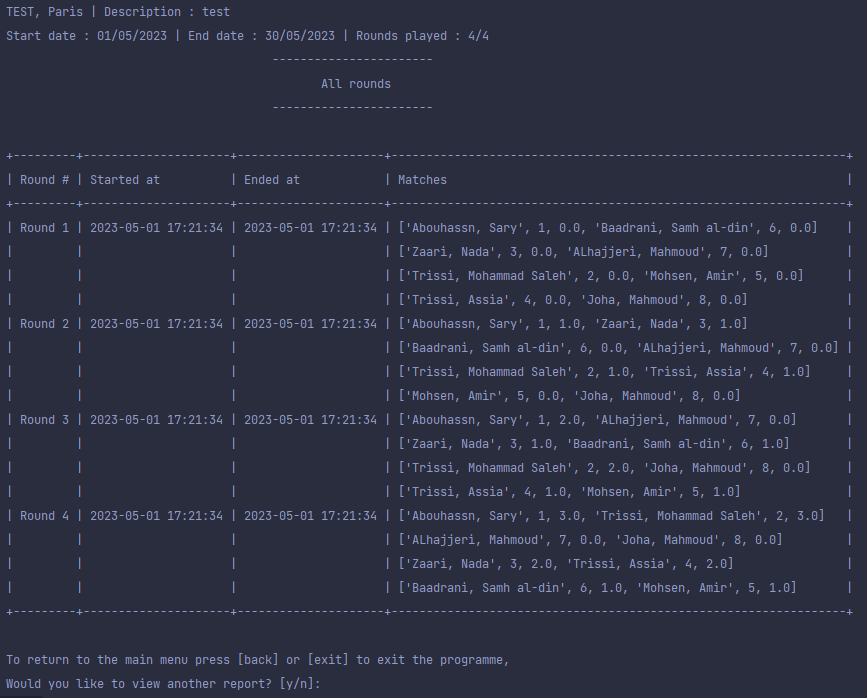 TEST, Paris | Description : test
Start date : 01/05/2023 | End date : 30/05/2023 | Rounds played : 4/4
-----------------------
All rounds
-----------------------
+---------+---------------------+---------------------+-----------------------------------------------------------------+
| Round # | Started at          | Ended at            | Matches                                                         |
+---------+---------------------+---------------------+-----------------------------------------------------------------+
| Round 1 | 2023-05-01 17:21:34 | 2023-05-01 17:21:34 | ['Abouhassn, Sary', 1, 0.0, 'Baadrani, Samh al-din', 6, 0.0]    |
|         |                     |                     | ['Zaari, Nada', 3, 0.0, 'ALhajjeri, Mahmoud', 7, 0.0]           |
|         |                     |                     | ['Trissi, Mohammad Saleh', 2, 0.0, 'Mohsen, Amir', 5, 0.0]      |
|         |                     |                     | ['Trissi, Assia', 4, 0.0, 'Joha, Mahmoud', 8, 0.0]              |
| Round 2 | 2023-05-01 17:21:34 | 2023-05-01 17:21:34 | ['Abouhassn, Sary', 1, 1.0, 'Zaari, Nada', 3, 1.0]              |
|         |                     |                     | ['Baadrani, Samh al-din', 6, 0.0, 'ALhajjeri, Mahmoud', 7, 0.0] |
|         |                     |                     | ['Trissi, Mohammad Saleh', 2, 1.0, 'Trissi, Assia', 4, 1.0]     |
|         |                     |                     | ['Mohsen, Amir', 5, 0.0, 'Joha, Mahmoud', 8, 0.0]               |
| Round 3 | 2023-05-01 17:21:34 | 2023-05-01 17:21:34 | ['Abouhassn, Sary', 1, 2.0, 'ALhajjeri, Mahmoud', 7, 0.0]       |
|         |                     |                     | ['Zaari, Nada', 3, 1.0, 'Baadrani, Samh al-din', 6, 1.0]        |
|         |                     |                     | ['Trissi, Mohammad Saleh', 2, 2.0, 'Joha, Mahmoud', 8, 0.0]     |
|         |                     |                     | ['Trissi, Assia', 4, 1.0, 'Mohsen, Amir', 5, 1.0]               |
| Round 4 | 2023-05-01 17:21:34 | 2023-05-01 17:21:34 | ['Abouhassn, Sary', 1, 3.0, 'Trissi, Mohammad Saleh', 2, 3.0]   |
|         |                     |                     | ['ALhajjeri, Mahmoud', 7, 0.0, 'Joha, Mahmoud', 8, 0.0]         |
|         |                     |                     | ['Zaari, Nada', 3, 2.0, 'Trissi, Assia', 4, 2.0]                |
|         |                     |                     | ['Baadrani, Samh al-din', 6, 1.0, 'Mohsen, Amir', 5, 1.0]       |
+---------+---------------------+---------------------+-----------------------------------------------------------------+
To return to the main menu press [back] or [exit] to exit the programme,
Would you like to view another report? [y/n]: